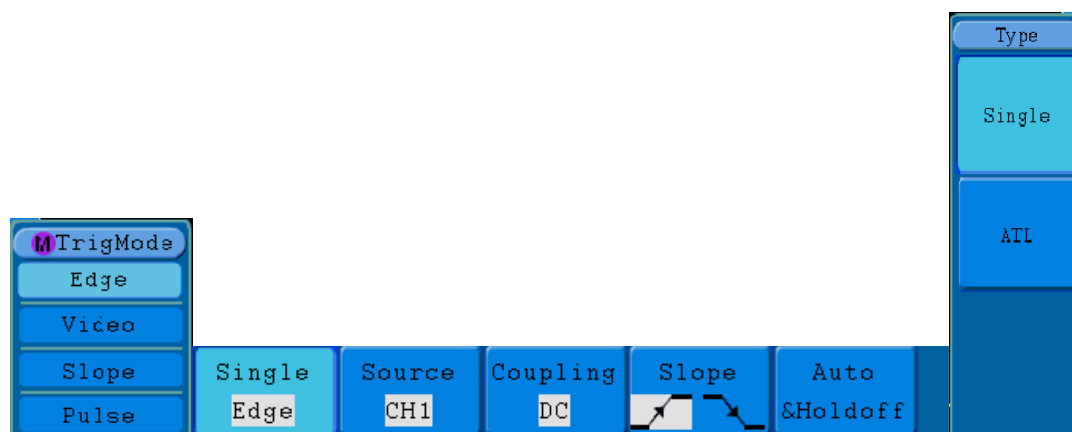 Type
Single
ATL
M TrigMode
Edge
Video
Slope
Pulse
Single
Edge
Source
CH1
Coupling
DC
Slope
Auto
&Holdoff